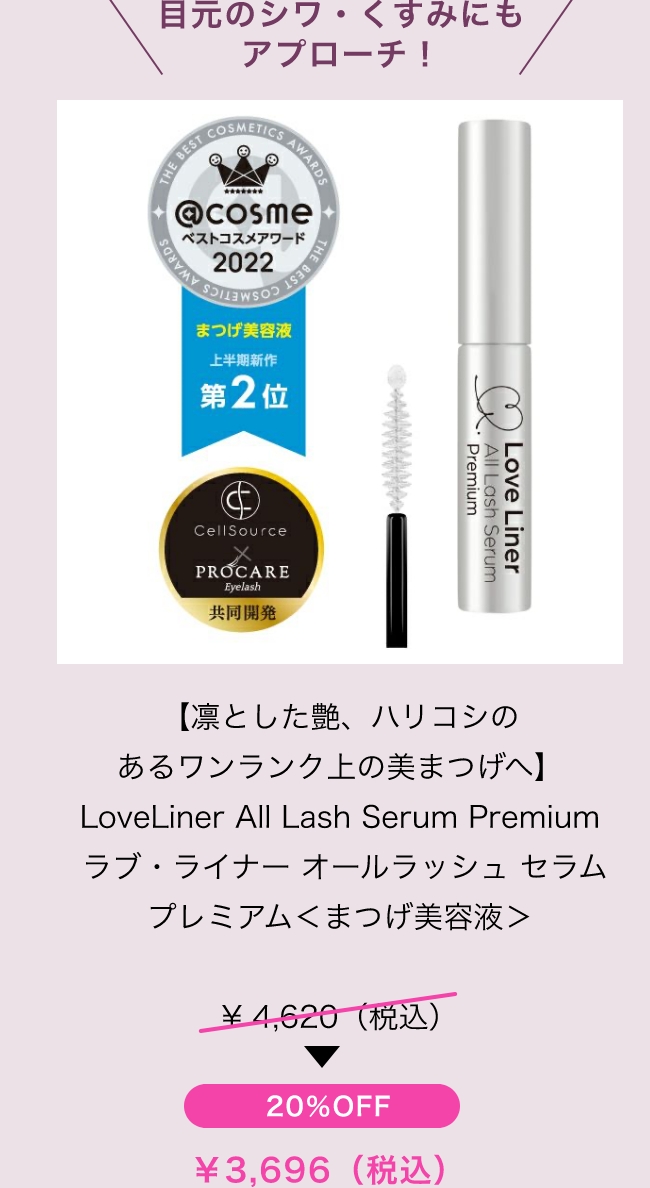 目元のシワ・くすみにも
アプローチ！
THE BEST COSMETICS AWARDS
@cosme
ベストコスメアワード
2022
THE BEST COSMETICS AWARDS
まつげ美容液
上半期新作
第2位
CellSource
×
PROCARE
Eyelash
共同開発
Love Liner
All Lash Serum
Premium
【凛とした艶、ハリコシの
あるワンランク上の美まつげへ】
LoveLiner All Lash Serum Premium
ラブ・ライナー オールラッシュ セラム
プレミアム＜まつげ美容液＞
￥4,620（税込）
20%OFF
￥3,696（税込）